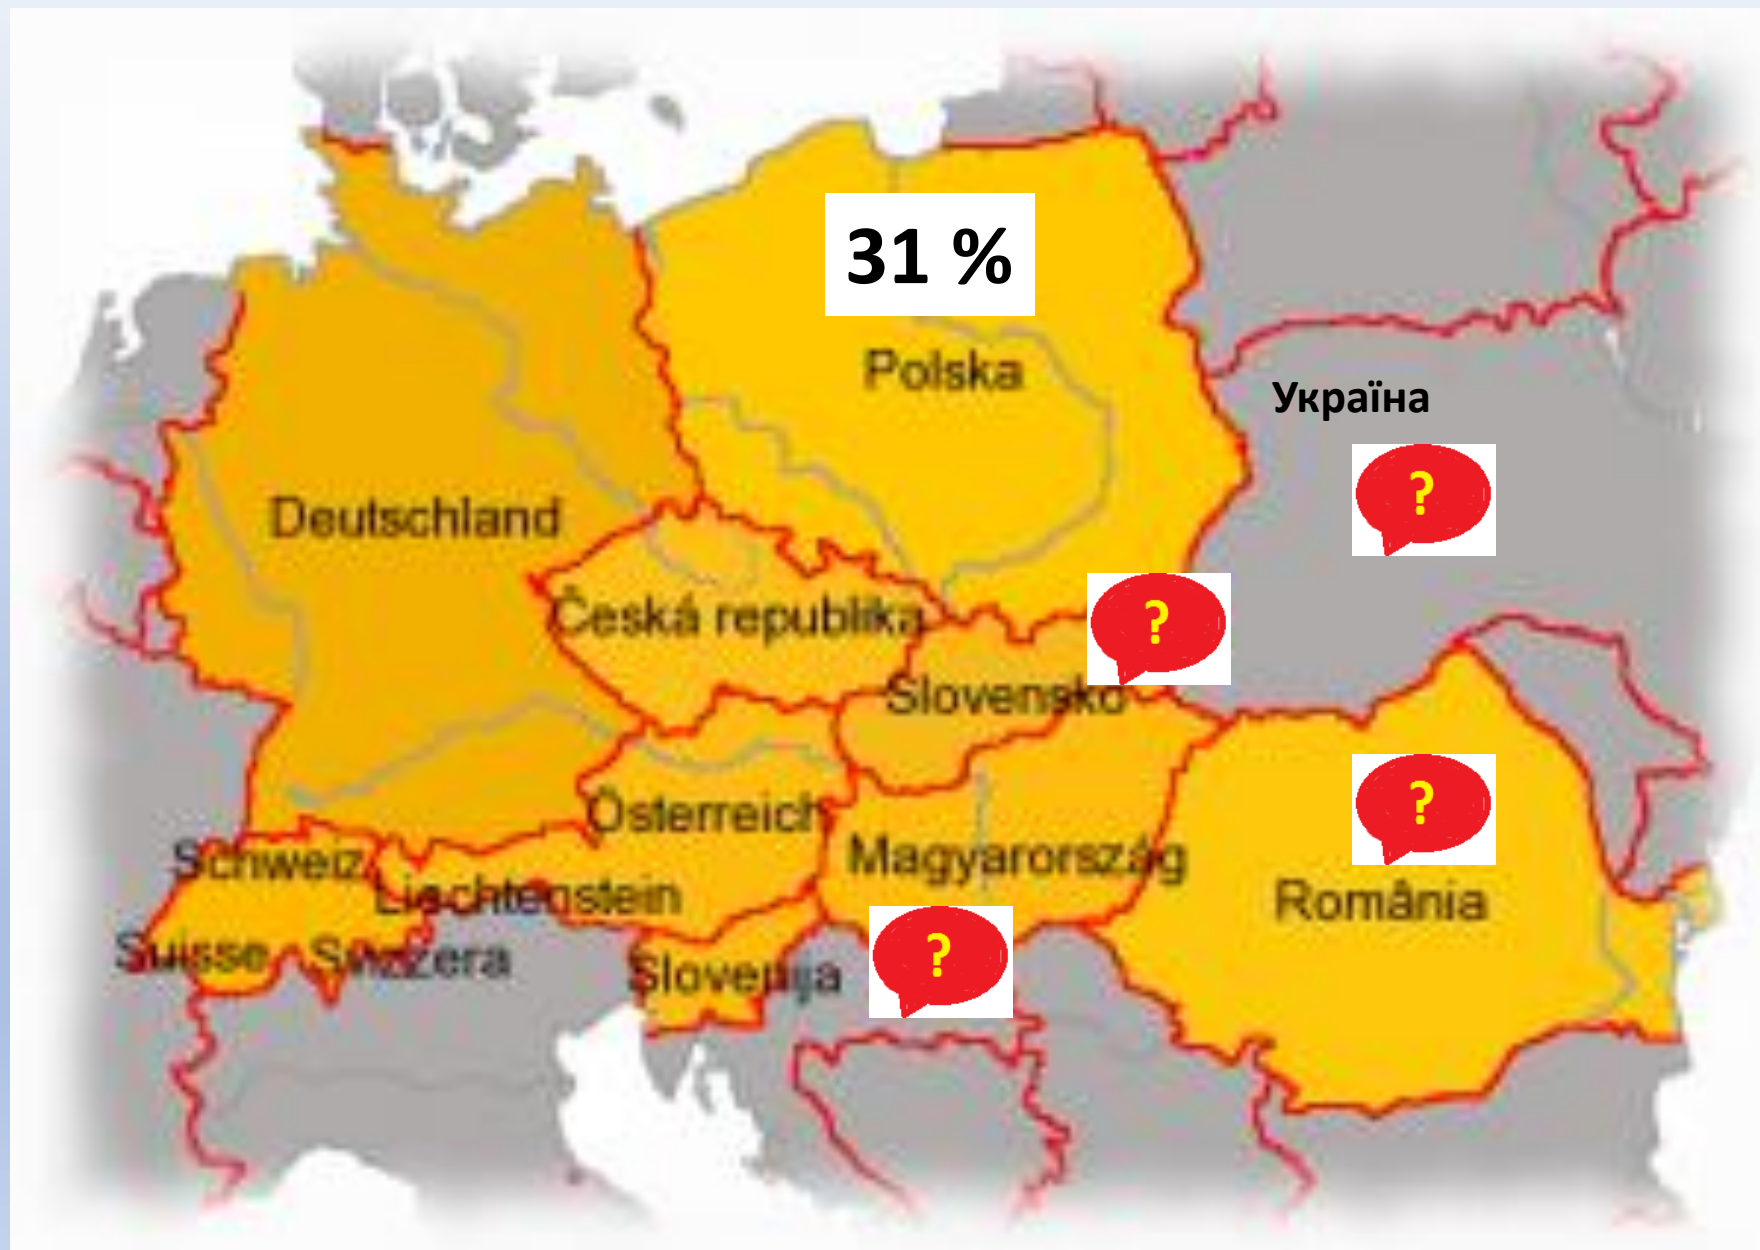 31 %
Polska
Україна
?
Deutschland
?
Česká republika
Slovensko
?
Österreich
Magyarország
Schweiz
Liechtenstein
România
?
Suisse
Svizzera
Slovenija